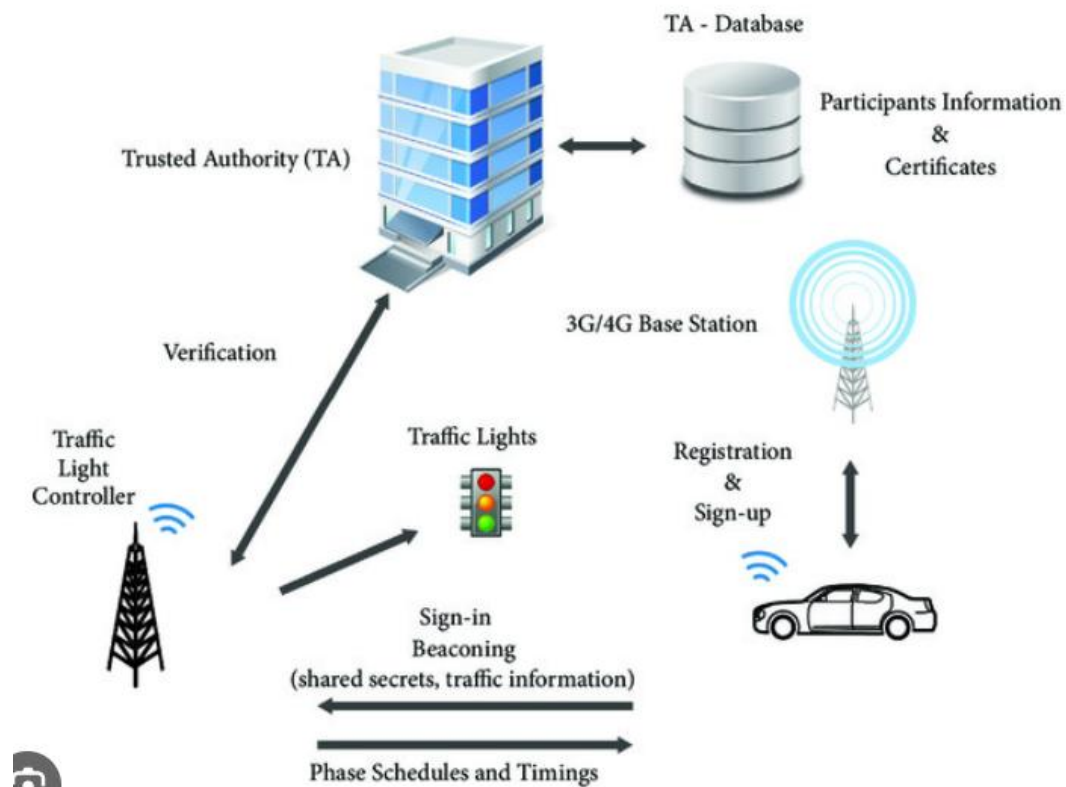 TA - Database
Participants Information
&
Certificates
Trusted Authority (TA)
3G/4G Base Station
Verification
Traffic
Light
Controller
Traffic Lights
Registration
&
Sign-up
Sign-in
Beaconing
(shared secrets, traffic information)
Phase Schedules and Timings